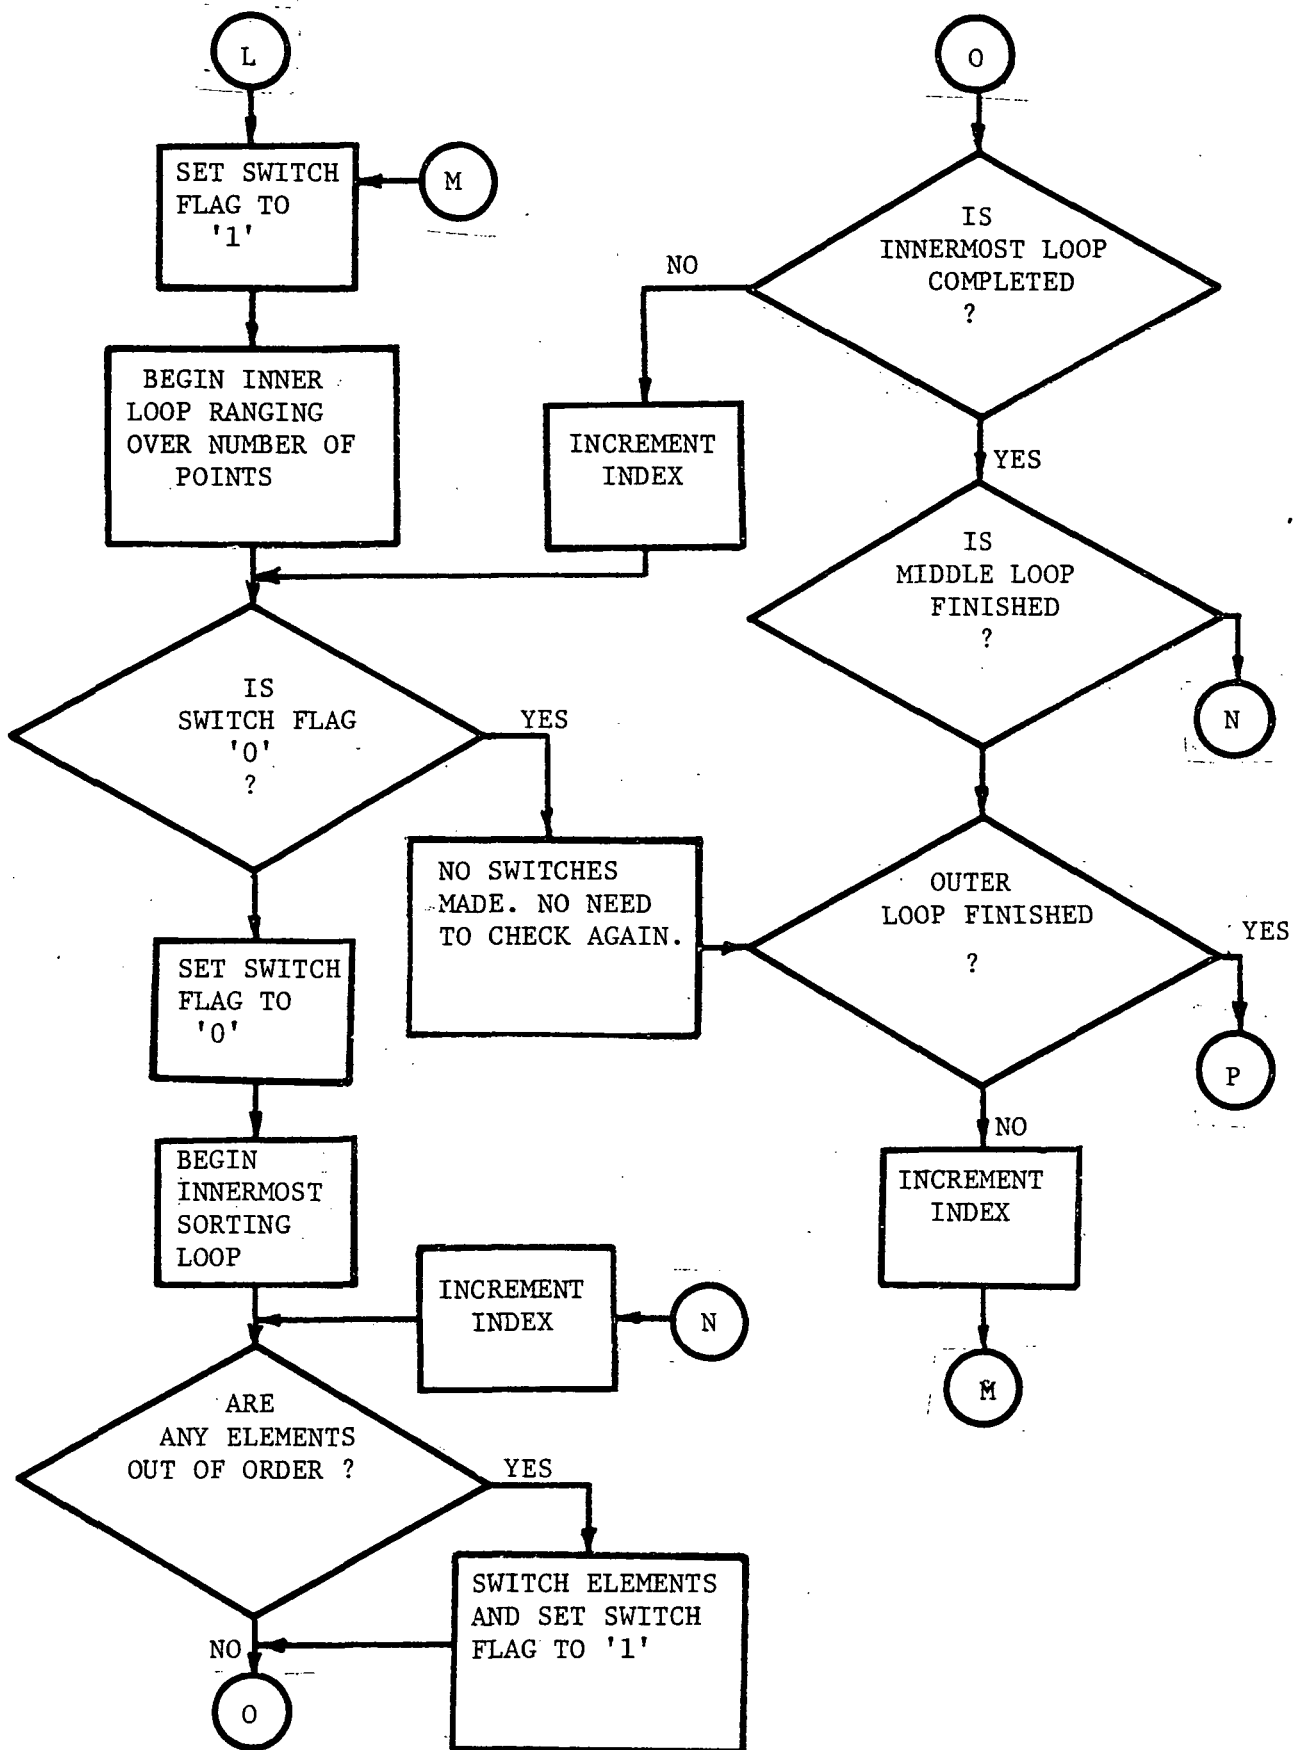 L
SET SWITCH
FLAG TO
'1'
M
BEGIN INNER
LOOP RANGING
OVER NUMBER OF
POINTS
IS
SWITCH FLAG
'0'
?
YES
NO SWITCHES
MADE. NO NEED
TO CHECK AGAIN.
SET SWITCH
FLAG TO
'0'
BEGIN
INNERMOST
SORTING
LOOP
INCREMENT
INDEX
N
ARE
ANY ELEMENTS
OUT OF ORDER ?
YES
SWITCH ELEMENTS
AND SET SWITCH
FLAG TO '1'
NO
O
O
IS
INNERMOST LOOP
COMPLETED
?
NO
INCREMENT
INDEX
YES
IS
MIDDLE LOOP
FINISHED
?
N
OUTER
LOOP FINISHED
?
YES
P
NO
INCREMENT
INDEX
M